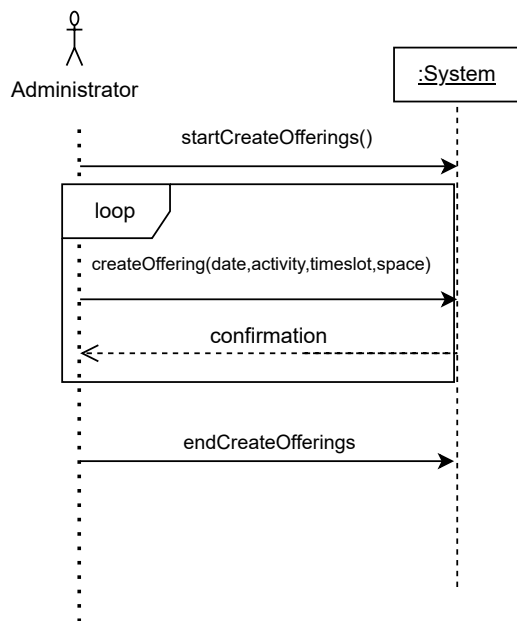 Administrator
:System
startCreateOfferings()
loop
createOffering(date,activity,timeslot,space)
confirmation
endCreateOfferings